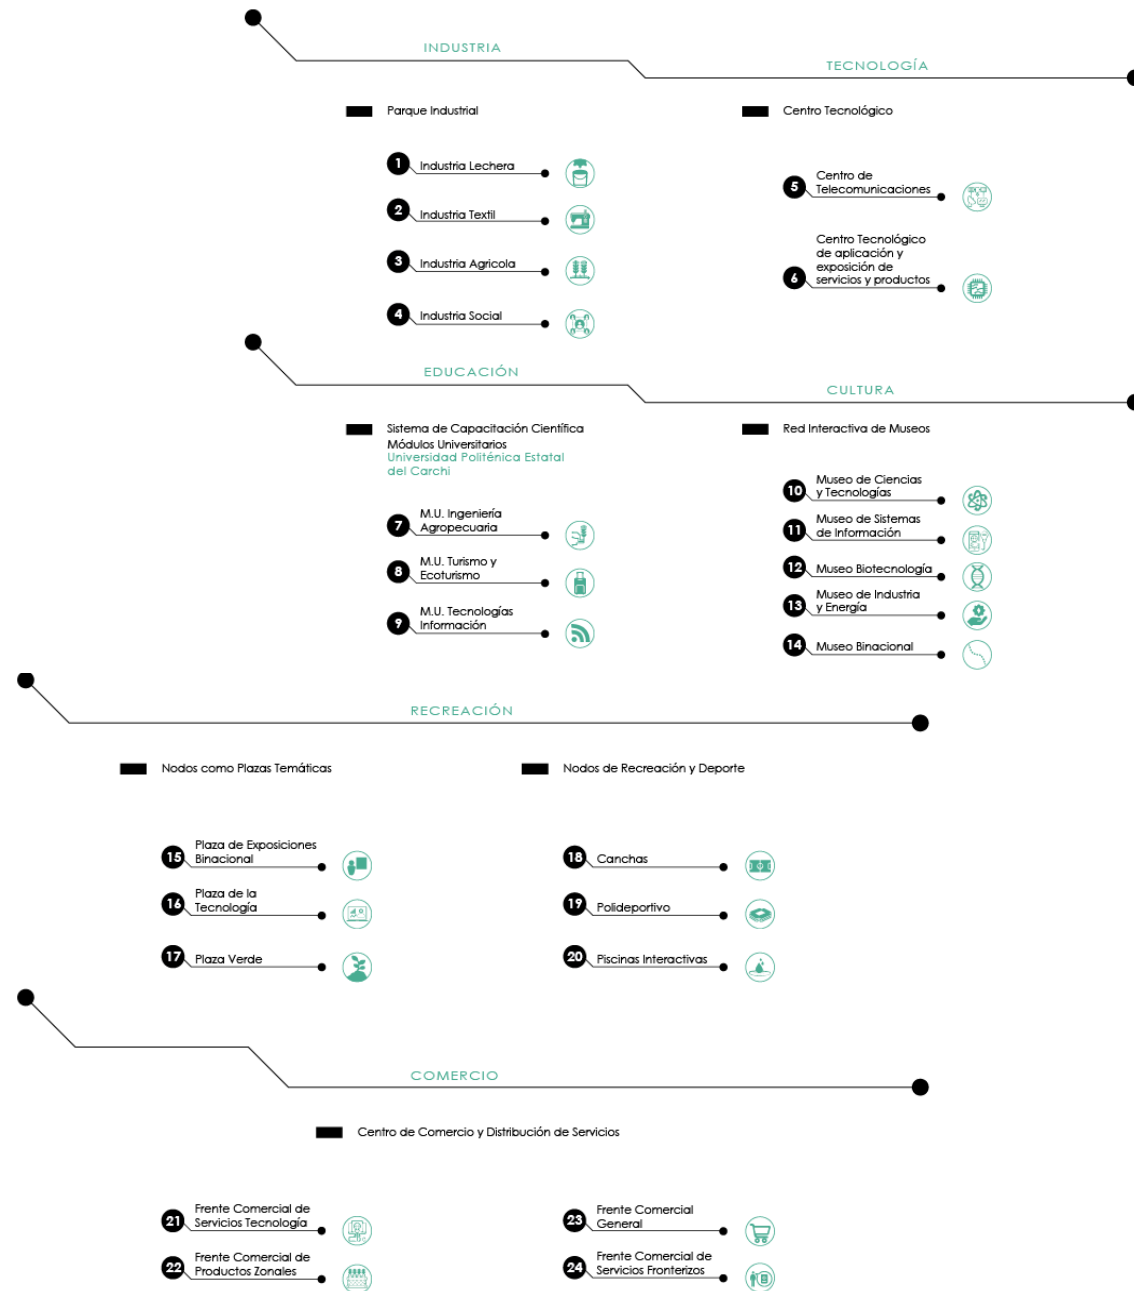 INDUSTRIA
TECNOLOGÍA
Parque Industrial
Centro Tecnológico
1 Industria Lechera
2 Industria Textil
3 Industria Agricola
4 Industria Social
5 Centro de
Telecomunicaciones
6 Centro Tecnológico
de aplicación y
exposición de
servicios y productos
EDUCACIÓN
CULTURA
Sistema de Capacitación Científica
Módulos Universitarios
Universidad Politénica Estatal
del Carchi
Red Interactiva de Museos
7 M.U. Ingeniería
Agropecuaria
8 M.U. Turismo y
Ecoturismo
9 M.U. Tecnologías
Información
10 Museo de Ciencias
y Tecnologías
11 Museo de Sistemas
de Información
12 Museo Biotecnología
13 Museo de Industria
y Energía
14 Museo Binacional
RECREACIÓN
Nodos como Plazas Temáticas
Nodos de Recreación y Deporte
15 Plaza de Exposiciones
Binacional
16 Plaza de la
Tecnología
17 Plaza Verde
18 Canchas
19 Polideportivo
20 Piscinas Interactivas
COMERCIO
Centro de Comercio y Distribución de Servicios
21 Frente Comercial de
Servicios Tecnología
22 Frente Comercial de
Productos Zonales
23 Frente Comercial
General
24 Frente Comercial de
Servicios Fronterizos